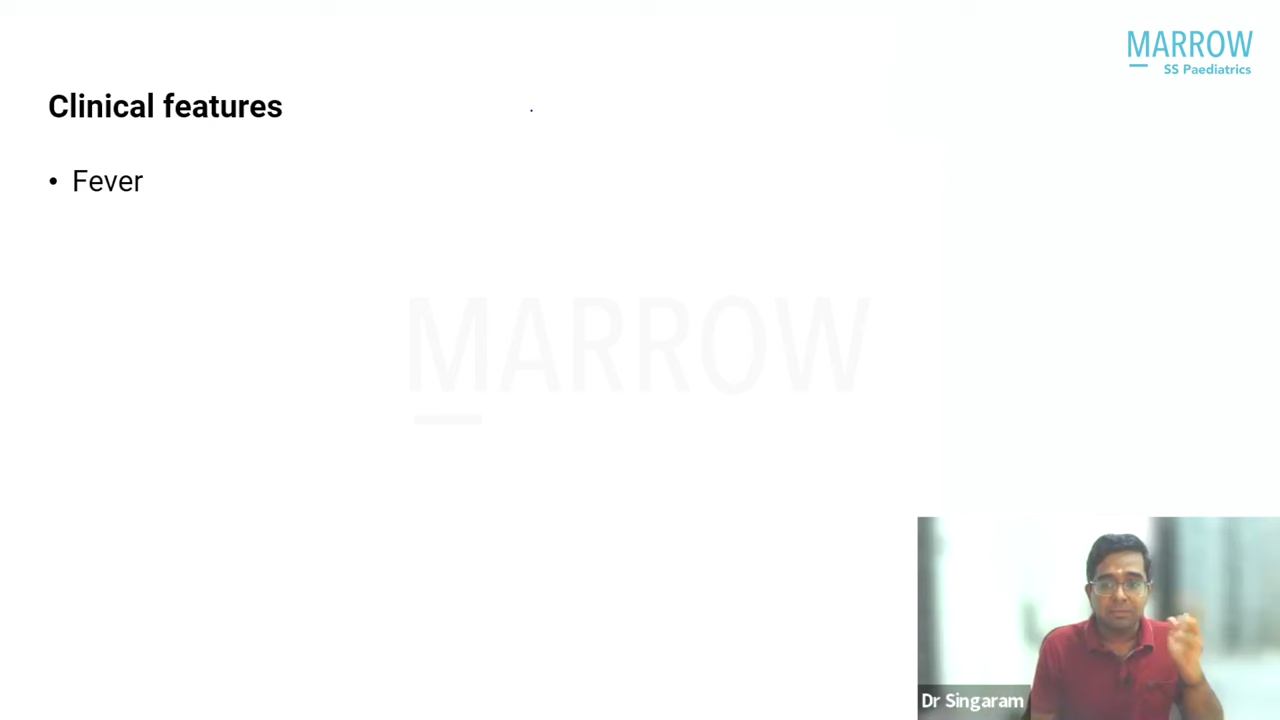 MARROW
SS Paediatrics
Clinical features
• Fever
MARROW
Dr Singaram